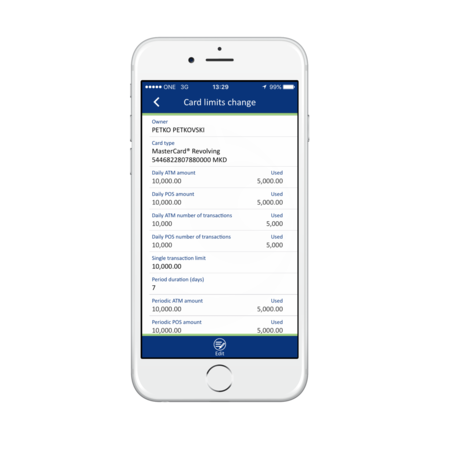 ONE 3G 13:29 99%
Card limits change
Owner
PETKO PETKOVSKI
Card type
MasterCard® Revolving
5446822807880000 MKD
Daily ATM amount Used
10,000.00 5,000.00
Daily POS amount Used
10,000.00 5,000.00
Daily ATM number of transactions Used
10,000 5,000
Daily POS number of transactions Used
10,000 5,000
Single transaction limit
10,000.00
Period duration (days)
7
Periodic ATM amount Used
10,000.00 5,000.00
Periodic POS amount Used
10,000.00 5,000.00
Edit